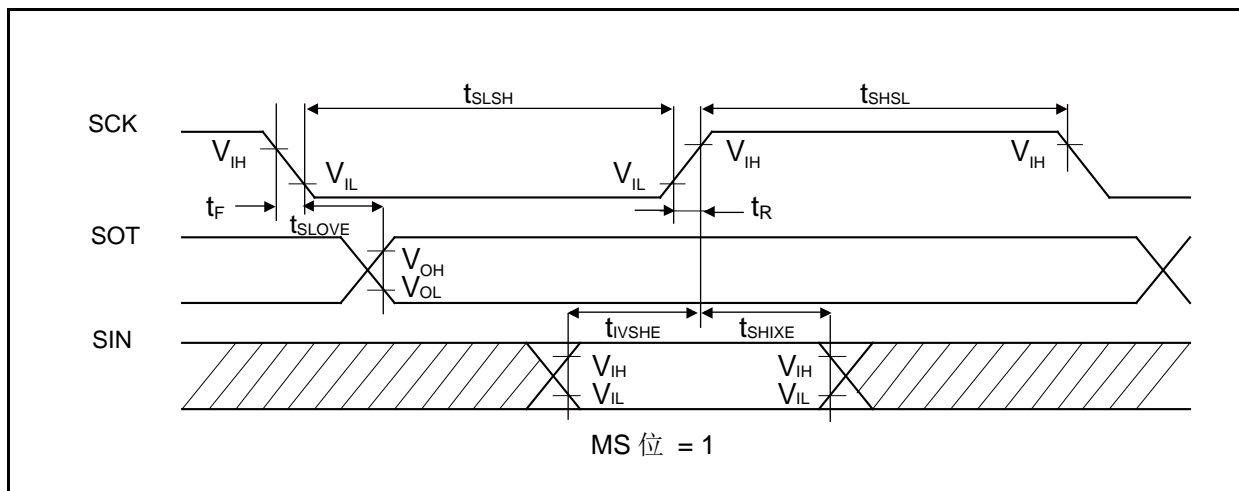 tSLSH
tSHSL
SCK
VIH
VIL
VIL
VIH
VIH
tF
tSLOVE
tR
SOT
VOH
VOL
tIVSHE
tSHIXE
SIN
VIH
VIL
VIH
VIL
MS 位 = 1